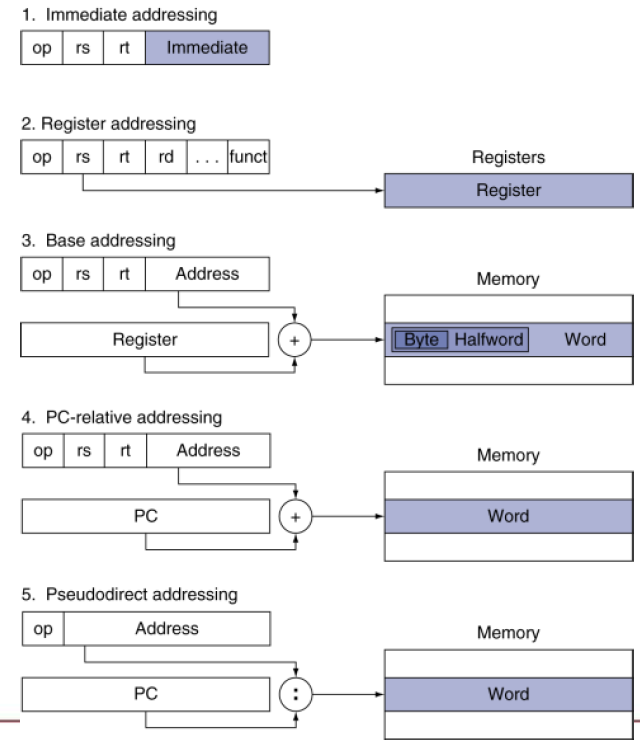 1. Immediate addressing
op rs rt Immediate
2. Register addressing
op rs rt rd ... funct
Registers
Register
3. Base addressing
op rs rt Address
Memory
Register + Byte Halfword Word
4. PC-relative addressing
op rs rt Address
Memory
PC + Word
5. Pseudodirect addressing
op Address
Memory
PC : Word